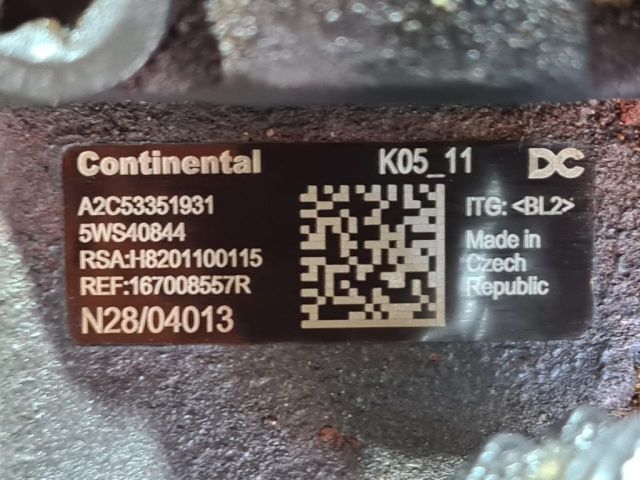 Continental K05_11 DC
A2C53351931
5WS40844
RSA:H8201100115
REF:167008557R
N28/04013
ITG: <BL2>
Made in
Czech
Republic